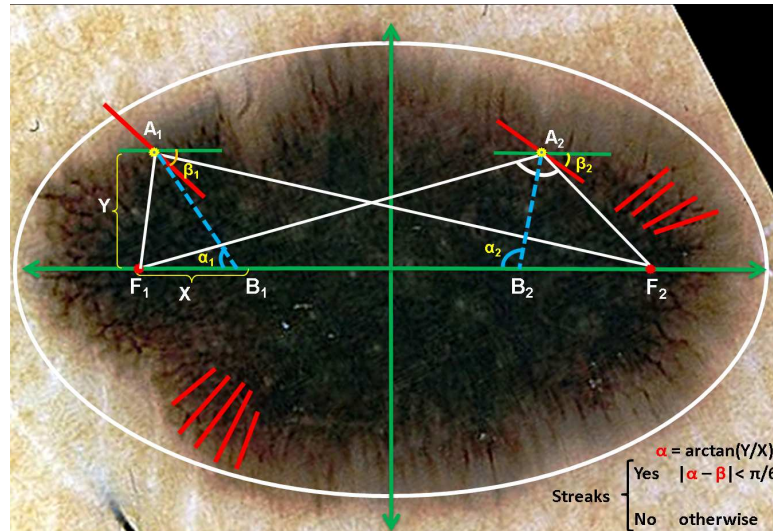 A₁ A₂
β₁ β₂
Y
α₁ α₂
F₁ X B₁ B₂ F₂
α = arctan(Y/X)
Yes |α – β| < π/6
Streaks
No otherwise